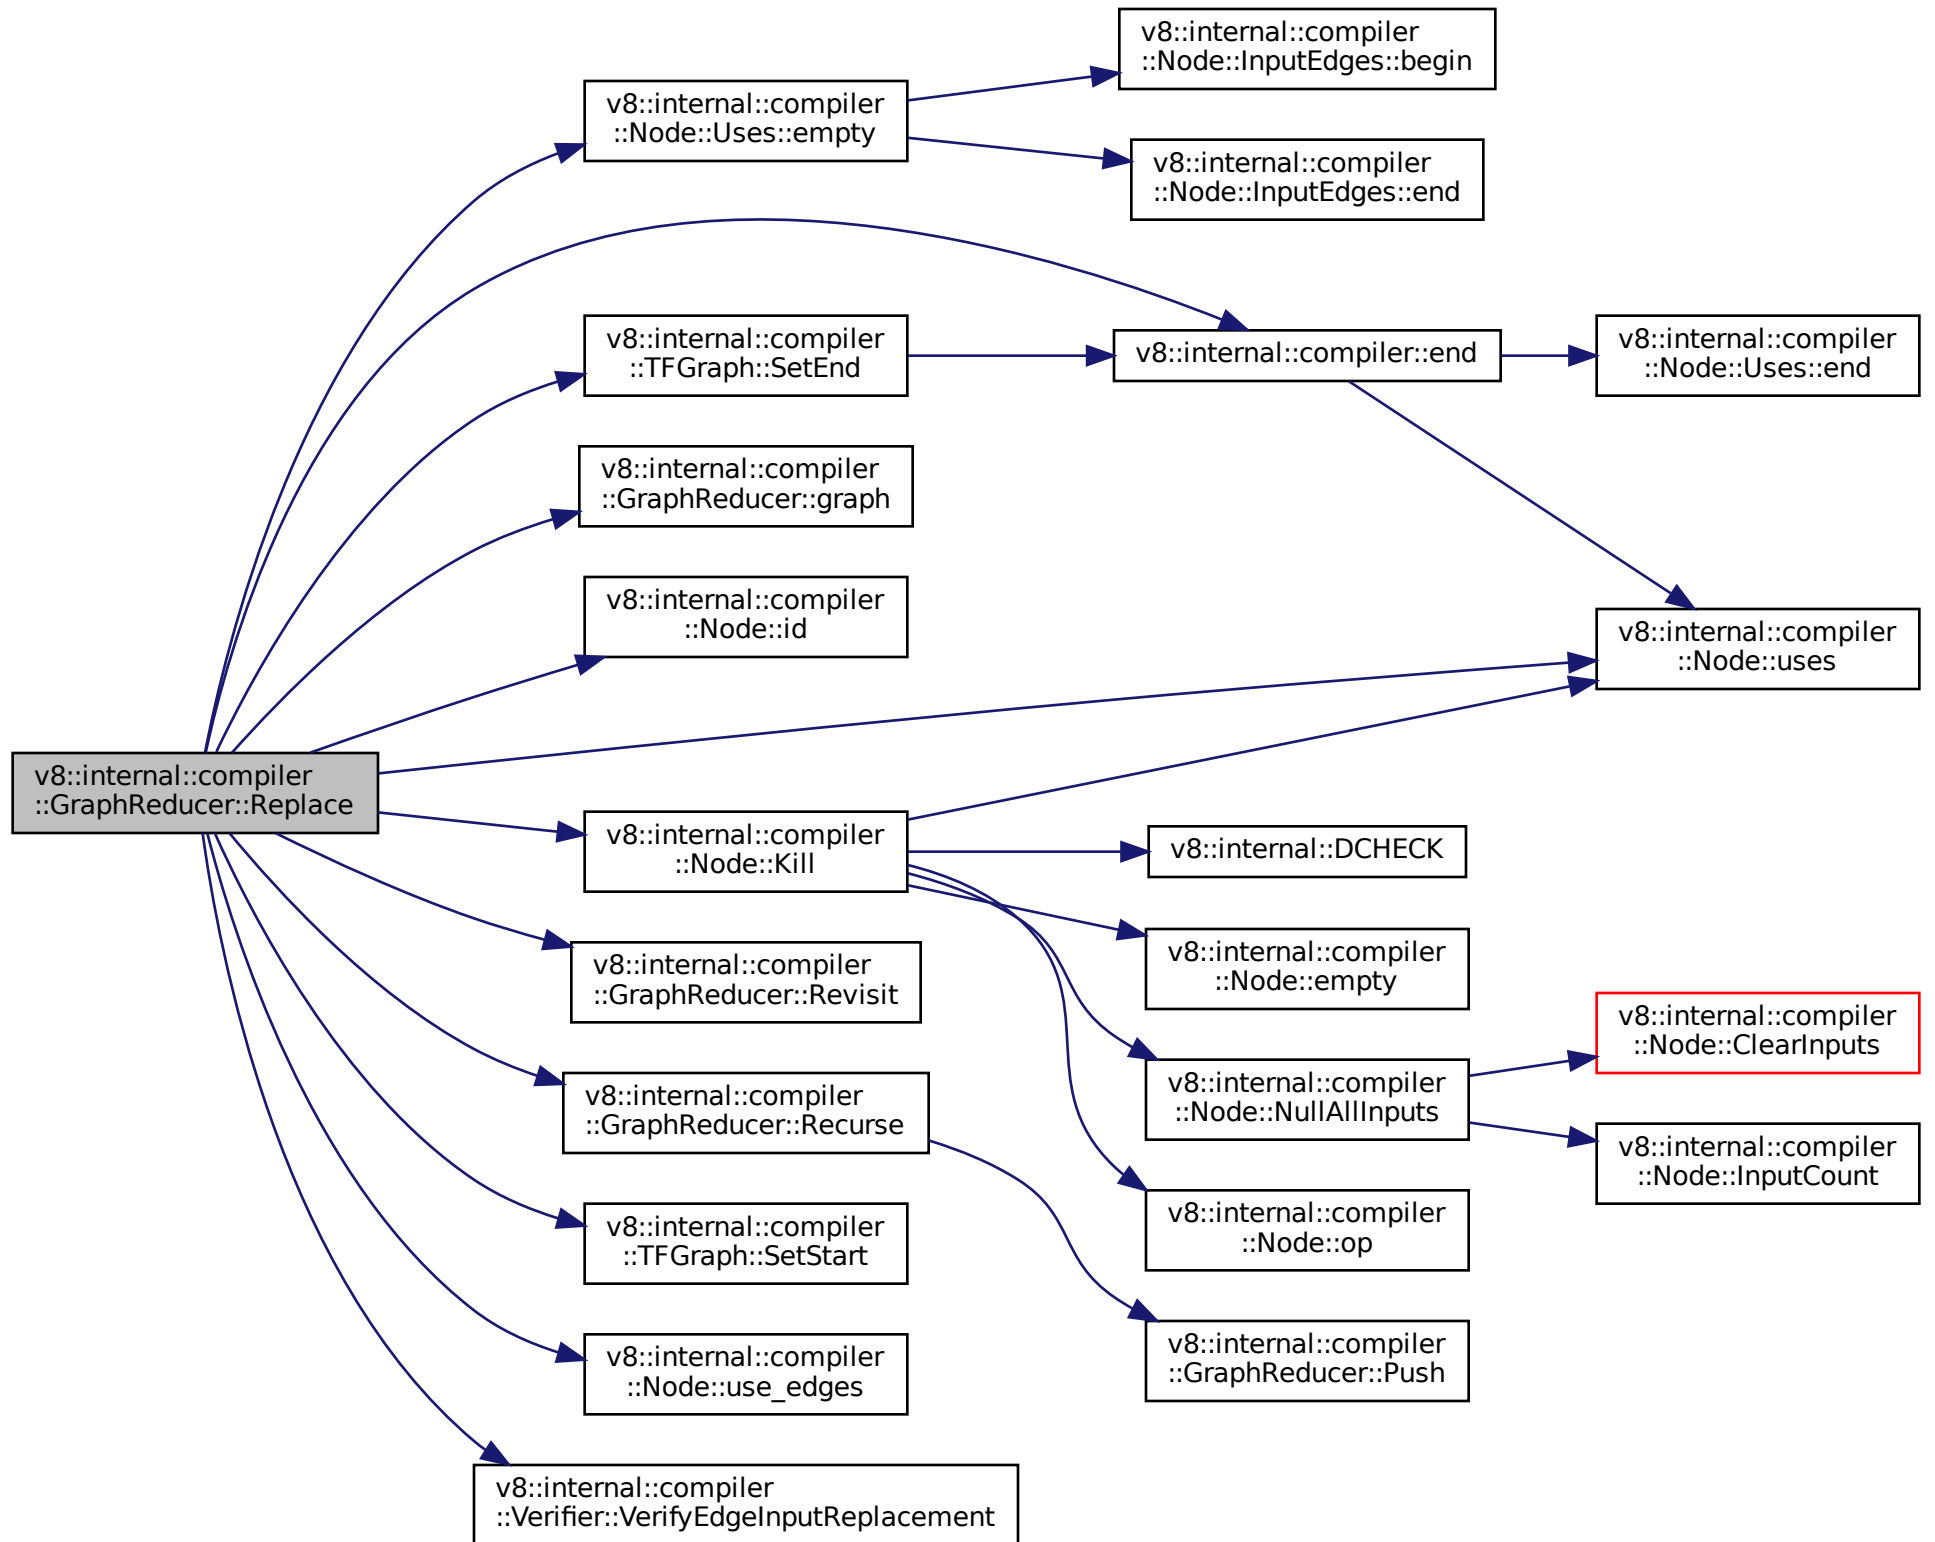 v8::internal::compiler
::GraphReducer::Replace
v8::internal::compiler
::Node::Uses::empty
v8::internal::compiler
::Node::InputEdges::begin
v8::internal::compiler
::Node::InputEdges::end
v8::internal::compiler
::TFGraph::SetEnd
v8::internal::compiler::end
v8::internal::compiler
::Node::Uses::end
v8::internal::compiler
::GraphReducer::graph
v8::internal::compiler
::Node::id
v8::internal::compiler
::Node::uses
v8::internal::compiler
::Node::Kill
v8::internal::DCHECK
v8::internal::compiler
::Node::empty
v8::internal::compiler
::GraphReducer::Revisit
v8::internal::compiler
::Node::NullAllInputs
v8::internal::compiler
::Node::ClearInputs
v8::internal::compiler
::Node::InputCount
v8::internal::compiler
::GraphReducer::Recurse
v8::internal::compiler
::Node::op
v8::internal::compiler
::TFGraph::SetStart
v8::internal::compiler
::GraphReducer::Push
v8::internal::compiler
::Node::use_edges
v8::internal::compiler
::Verifier::VerifyEdgeInputReplacement